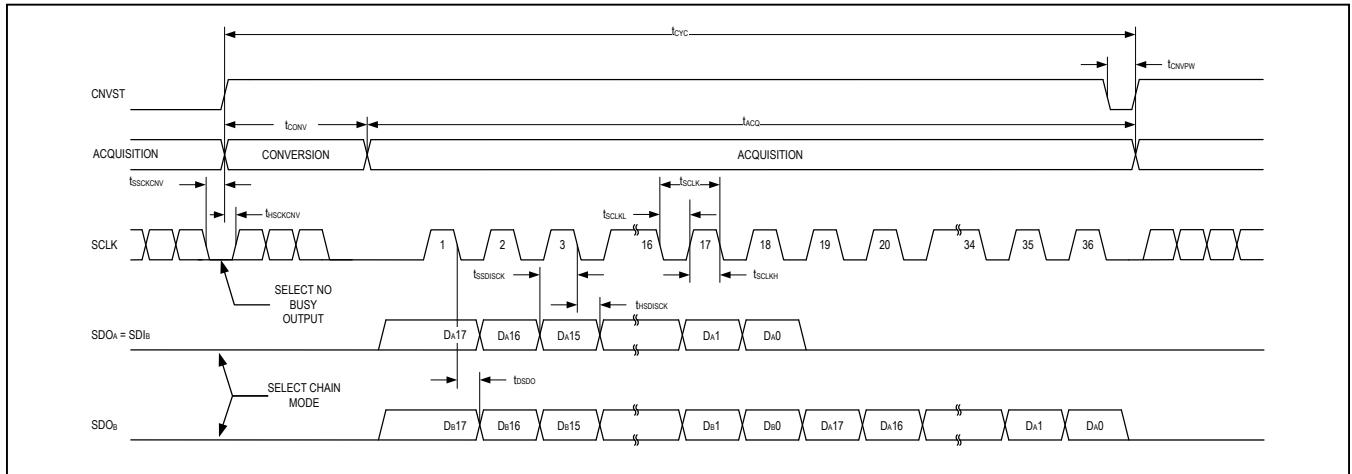 tCYC
tCNVPW
CNVST
tCONV
tACQ
ACQUISITION
CONVERSION
ACQUISITION
tSSCKCNV
tHSCKCNV
tSCLK
tSCLKL
SCLK
1 2 3 16 17 18 19 20 34 35 36
tSSDISCK
tSCLKH
SELECT NO
BUSY
OUTPUT
tHSDISCK
SDOA = SDIB
DA17 DA16 DA15 DA1 DA0
SELECT CHAIN
MODE
tDSDO
SDOB
DB17 DB16 DB15 DB1 DB0 DA17 DA16 DA1 DA0